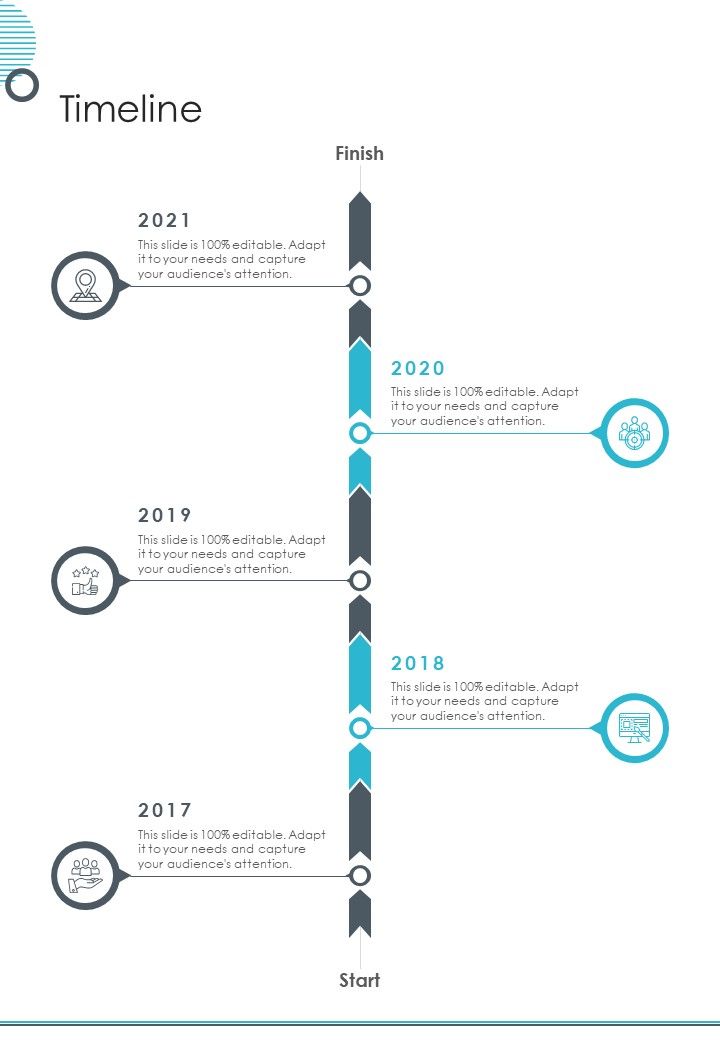 Timeline
Finish
2021
This slide is 100% editable. Adapt
it to your needs and capture
your audience's attention.
2020
This slide is 100% editable. Adapt
it to your needs and capture
your audience's attention.
2019
This slide is 100% editable. Adapt
it to your needs and capture
your audience's attention.
2018
This slide is 100% editable. Adapt
it to your needs and capture
your audience's attention.
2017
This slide is 100% editable. Adapt
it to your needs and capture
your audience's attention.
Start